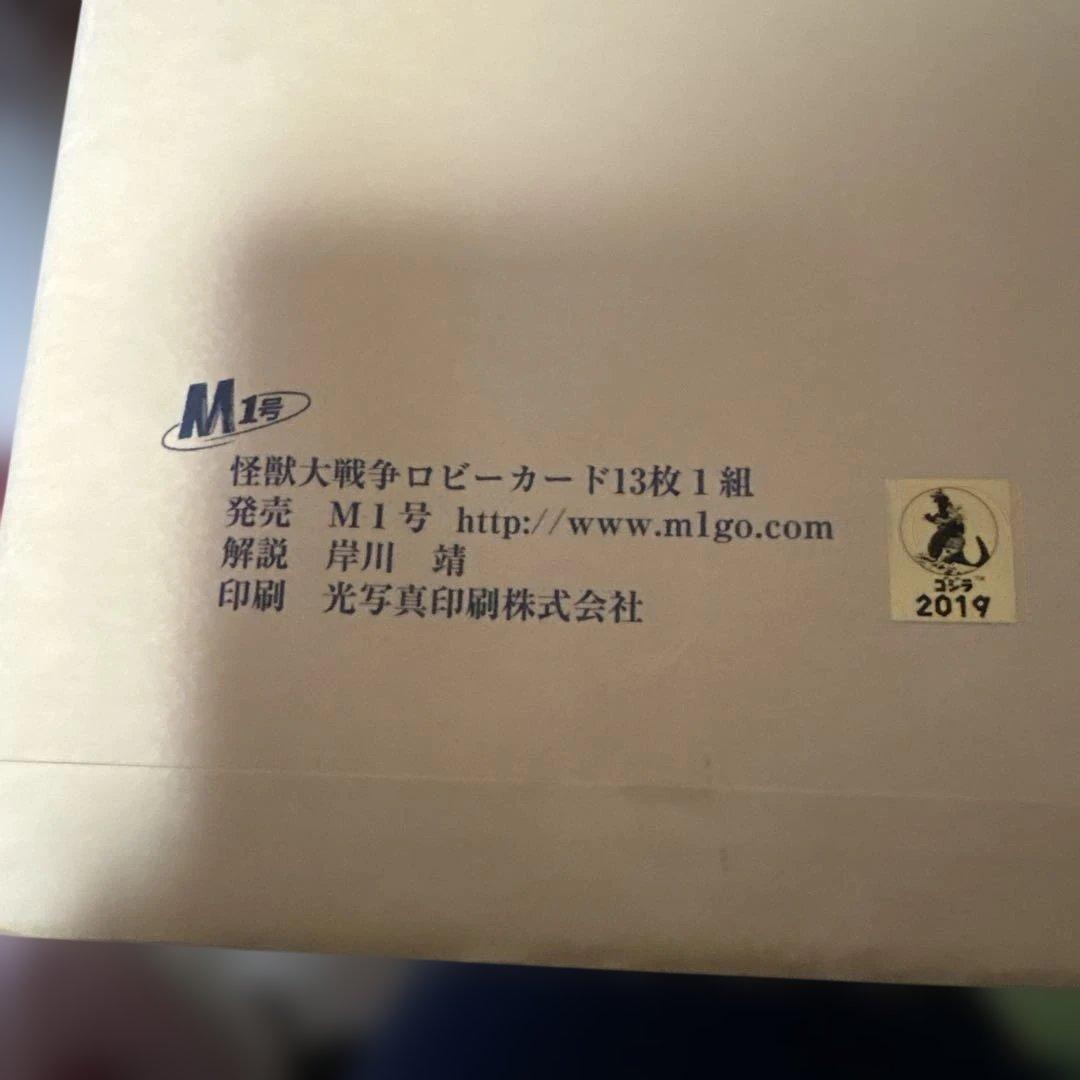 M1号
怪獣大戦争ロビーカード13枚1組
発売　M1号　http://www.m1go.com
解説　岸川　靖
印刷　光写真印刷株式会社
ゴジラ™
2019